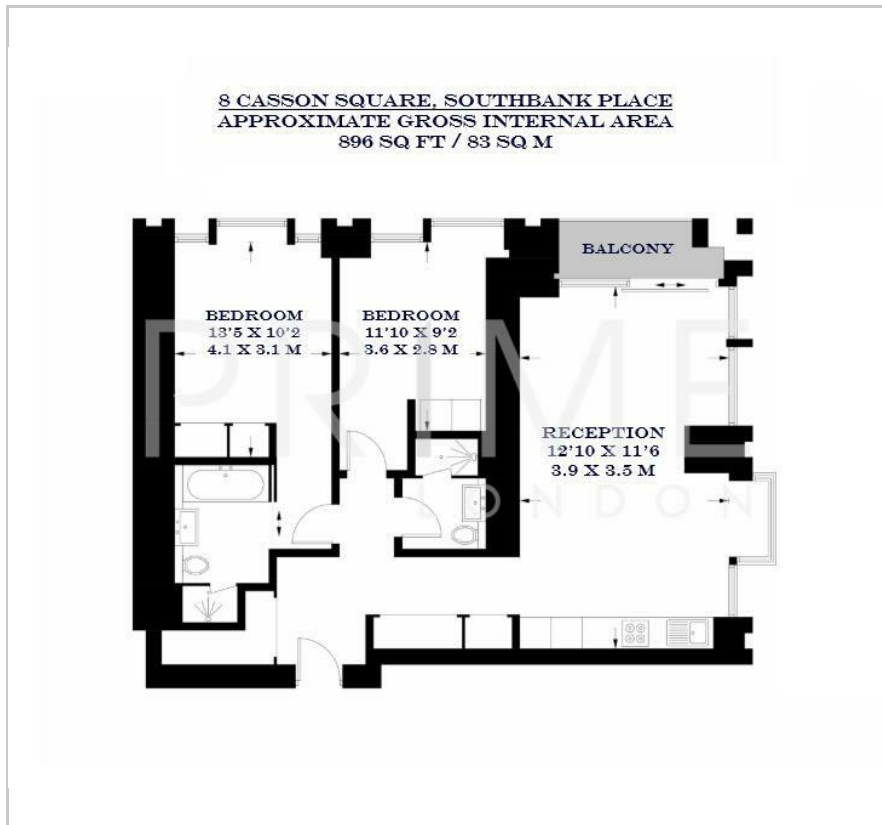 8 CASSON SQUARE, SOUTHBANK PLACE
APPROXIMATE GROSS INTERNAL AREA
896 SQ FT / 83 SQ M
BALCONY
BEDROOM
13'5 X 10'2
4.1 X 3.1 M
BEDROOM
11'10 X 9'2
3.6 X 2.8 M
PRIME
LONDON
RECEPTION
12'10 X 11'6
3.9 X 3.5 M